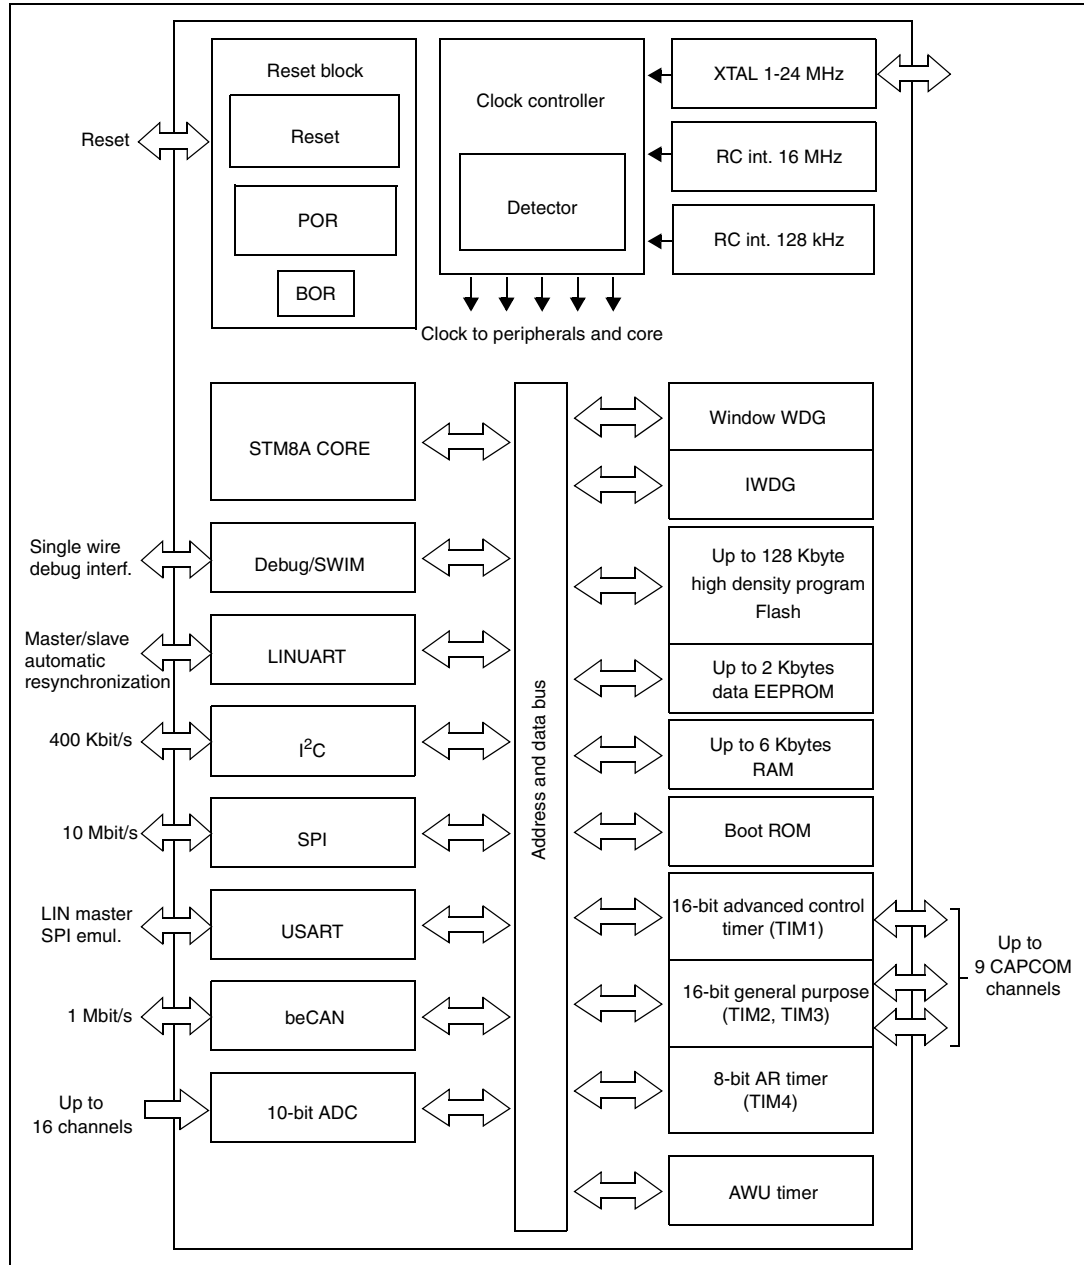 Reset block
Reset
POR
BOR
Reset
Clock controller
Detector
XTAL 1-24 MHz
RC int. 16 MHz
RC int. 128 kHz
Clock to peripherals and core
STM8A CORE
Single wire
debug interf.
Debug/SWIM
Master/slave
automatic
resynchronization
LINUART
400 Kbit/s
I²C
10 Mbit/s
SPI
LIN master
SPI emul.
USART
1 Mbit/s
beCAN
Up to
16 channels
10-bit ADC
Address and data bus
Window WDG
IWDG
Up to 128 Kbyte
high density program
Flash
Up to 2 Kbytes
data EEPROM
Up to 6 Kbytes
RAM
Boot ROM
16-bit advanced control
timer (TIM1)
16-bit general purpose
(TIM2, TIM3)
8-bit AR timer
(TIM4)
AWU timer
Up to
9 CAPCOM
channels